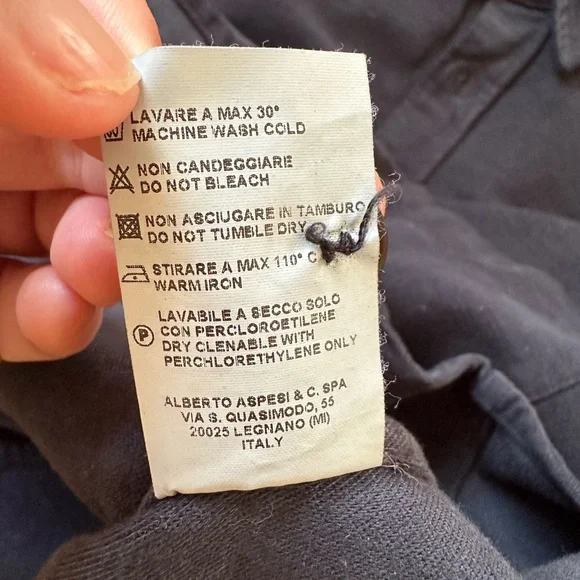 LAVARE A MAX 30°
MACHINE WASH COLD
NON CANDEGGIARE
DO NOT BLEACH
NON ASCIUGARE IN TAMBURO
DO NOT TUMBLE DRY
STIRARE A MAX 110° C
WARM IRON
LAVABILE A SECCO SOLO
CON PERCLOROETILENE
DRY CLENABLE WITH
PERCHLORETHYLENE ONLY
P
ALBERTO ASPESI & C. SPA
VIA S. QUASIMODO, 55
20025 LEGNANO (MI)
ITALY